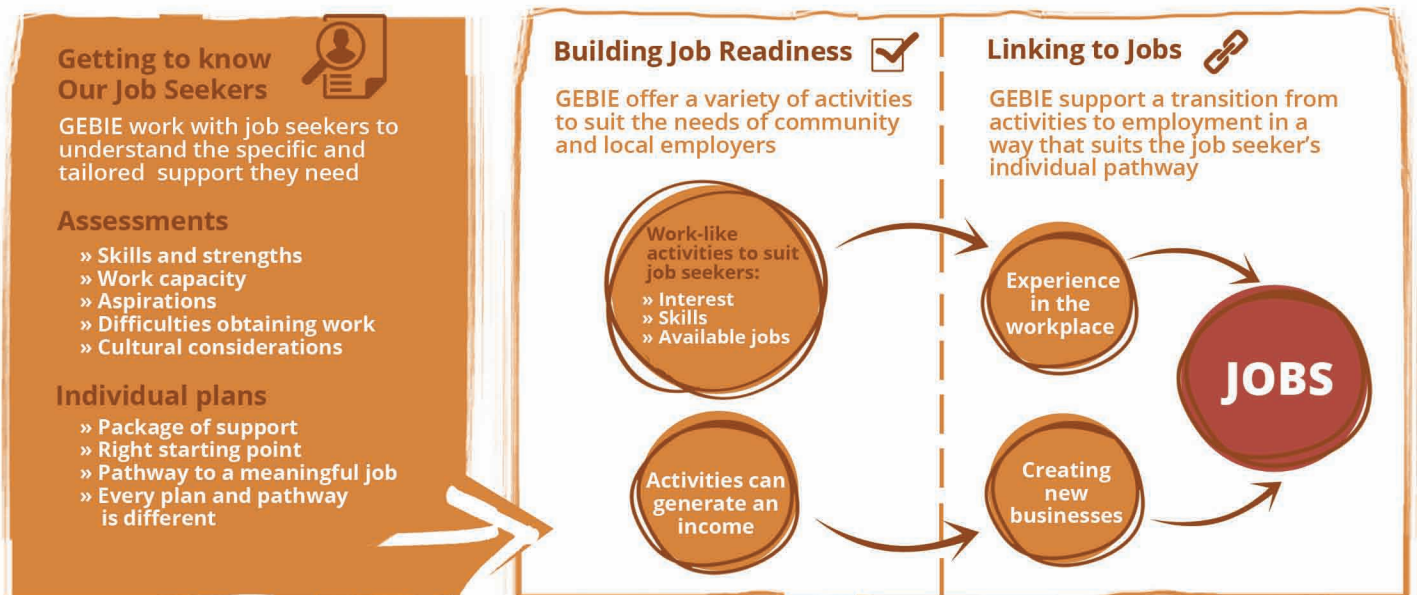 Getting to know
Our Job Seekers
GEBIE work with job seekers to
understand the specific and
tailored support they need
Assessments
» Skills and strengths
» Work capacity
» Aspirations
» Difficulties obtaining work
» Cultural considerations
Individual plans
» Package of support
» Right starting point
» Pathway to a meaningful job
» Every plan and pathway
is different
Building Job Readiness
GEBIE offer a variety of activities
to suit the needs of community
and local employers
Work-like
activities to suit
job seekers:
» Interest
» Skills
» Available jobs
Activities can
generate an
income
Linking to Jobs
GEBIE support a transition from
activities to employment in a
way that suits the job seeker’s
individual pathway
Experience
in the
workplace
Creating
new
businesses
JOBS